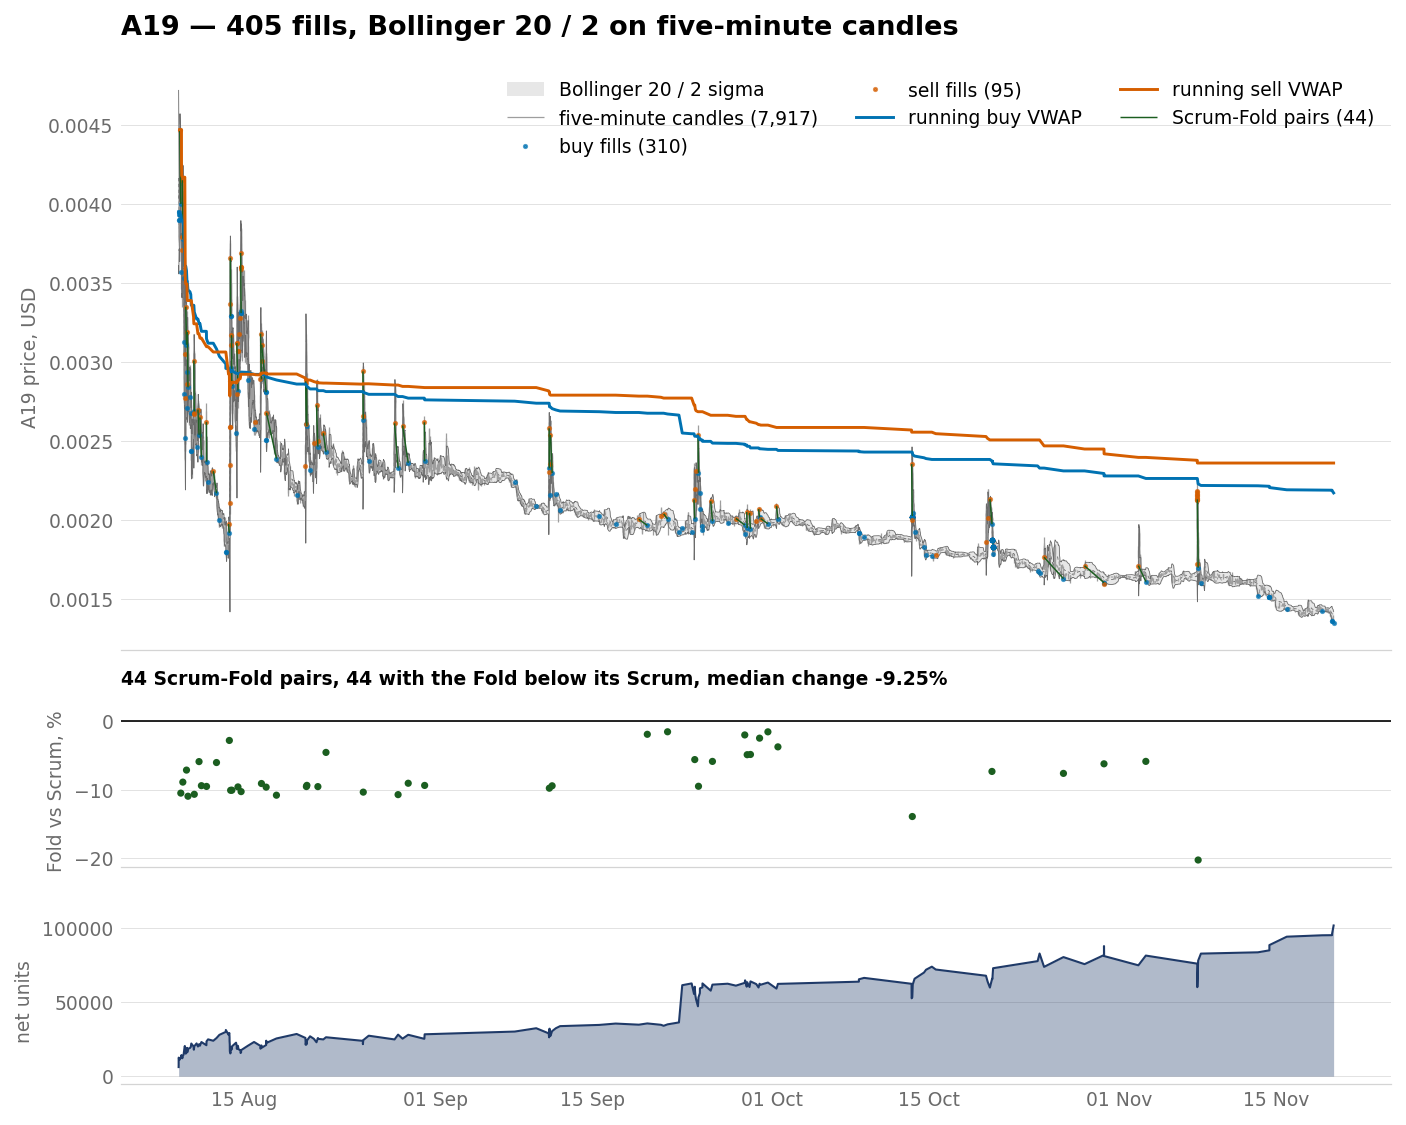 A19 — 405 fills, Bollinger 20 / 2 on five-minute candles
Bollinger 20 / 2 sigma
five-minute candles (7,917)
buy fills (310)
sell fills (95)
running buy VWAP
running sell VWAP
Scrum-Fold pairs (44)
A19 price, USD
0.0045
0.0040
0.0035
0.0030
0.0025
0.0020
0.0015
44 Scrum-Fold pairs, 44 with the Fold below its Scrum, median change -9.25%
Fold vs Scrum, %
0
−10
−20
net units
100000
50000
0
15 Aug
01 Sep
15 Sep
01 Oct
15 Oct
01 Nov
15 Nov